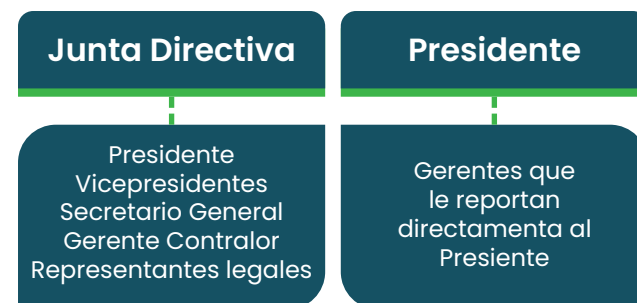 Junta Directiva
Presidente
Vicepresidentes
Secretario General
Gerente Contralor
Representantes legales
Presidente
Gerentes que
le reportan
directamenta al
Presiente